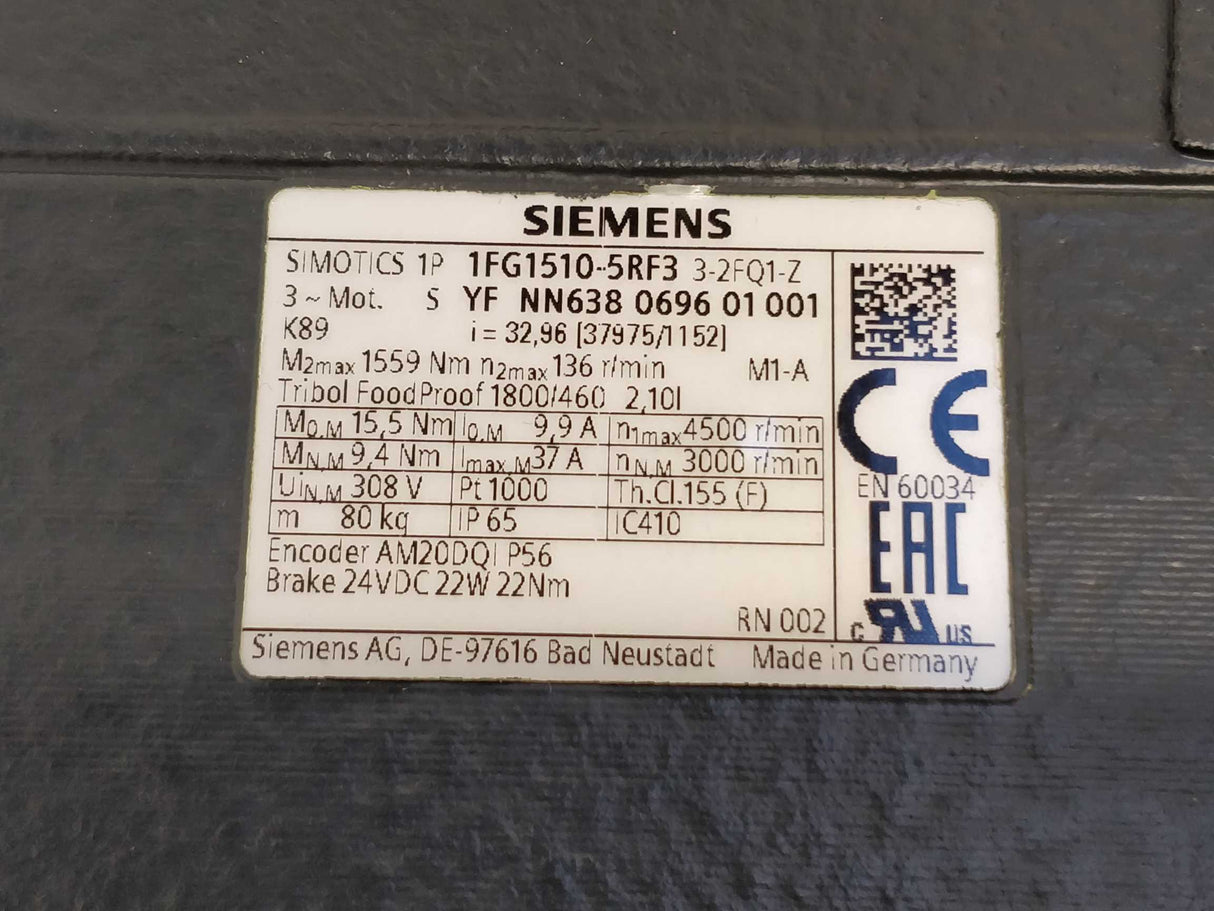 SIEMENS
SIMOTICS 1P 1FG1510-5RF3 3-2FQ1-Z
3 ~ Mot. S YF NN638 0696 01 001
K89 i = 32,96 [37975/1152]
M2max 1559 Nm n2max 136 r/min M1-A
Tribol FoodProof 1800/460 2,10l
M0,M 15,5 Nm I0,M 9,9 A n1max 4500 r/min
MN,M 9,4 Nm Imax,M 37 A nN,M 3000 r/min
UiN,M 308 V Pt 1000 Th.Cl.155 (F)
m 80 kg IP 65 IC410
Encoder AM20DQI P56
Brake 24VDC 22W 22Nm
CE
EN 60034
EAC
RN 002
c RU US
Siemens AG, DE-97616 Bad Neustadt Made in Germany